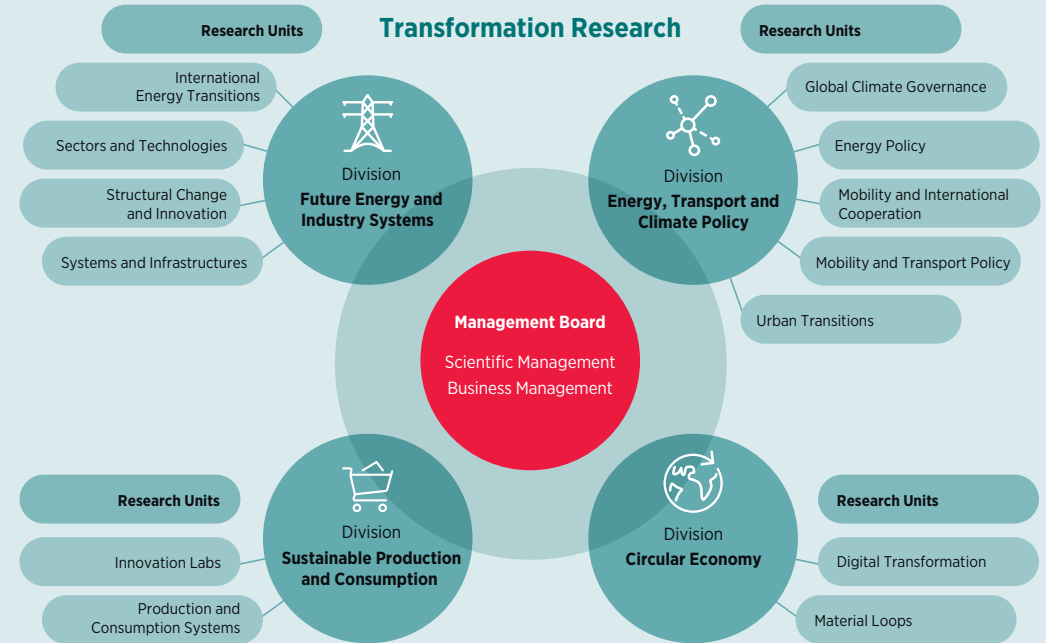 Transformation Research
Research Units
International
Energy Transitions
Sectors and Technologies
Structural Change
and Innovation
Systems and Infrastructures
Division
Future Energy and
Industry Systems
Research Units
Global Climate Governance
Energy Policy
Mobility and International
Cooperation
Mobility and Transport Policy
Urban Transitions
Division
Energy, Transport and
Climate Policy
Management Board
Scientific Management
Business Management
Research Units
Innovation Labs
Production and
Consumption Systems
Division
Sustainable Production
and Consumption
Division
Circular Economy
Research Units
Digital Transformation
Material Loops